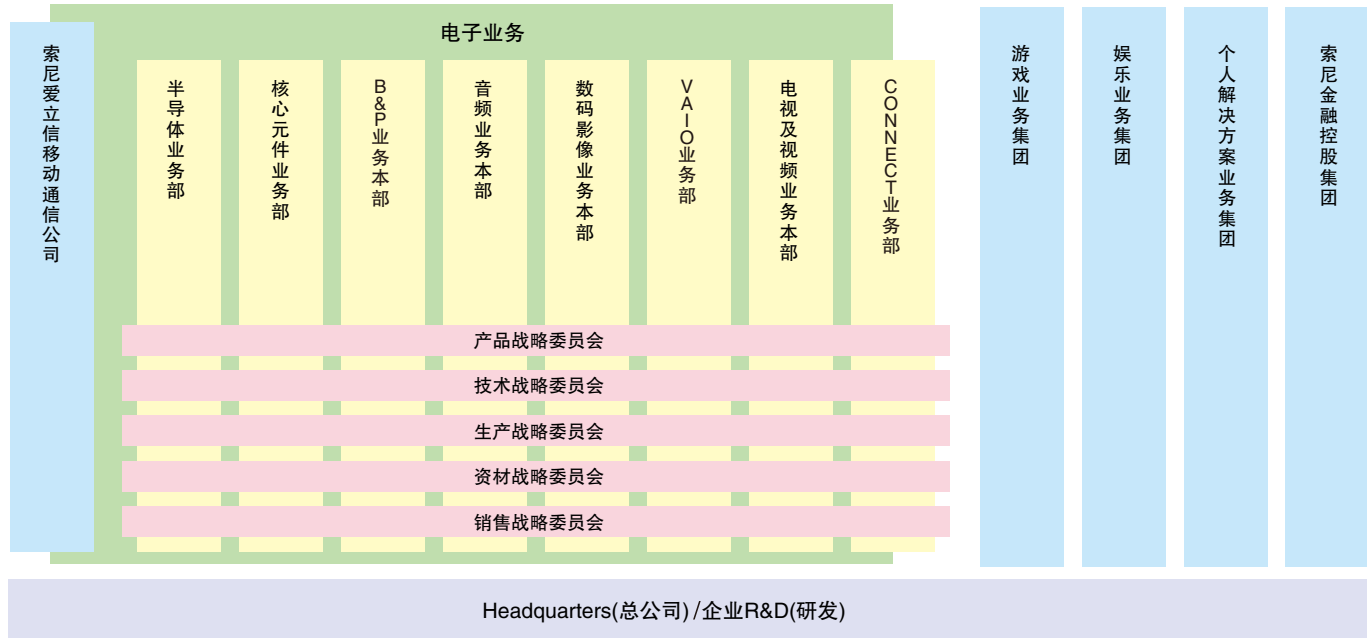 电子业务
索尼爱立信移动通信公司
半导体业务部
核心元件业务部
B&P业务本部
音频业务本部
数码影像业务本部
VAIO业务部
电视及视频业务本部
CONNECT业务部
游戏业务集团
娱乐业务集团
个人解决方案业务集团
索尼金融控股集团
产品战略委员会
技术战略委员会
生产战略委员会
资材战略委员会
销售战略委员会
Headquarters(总公司) /企业R&D(研发)